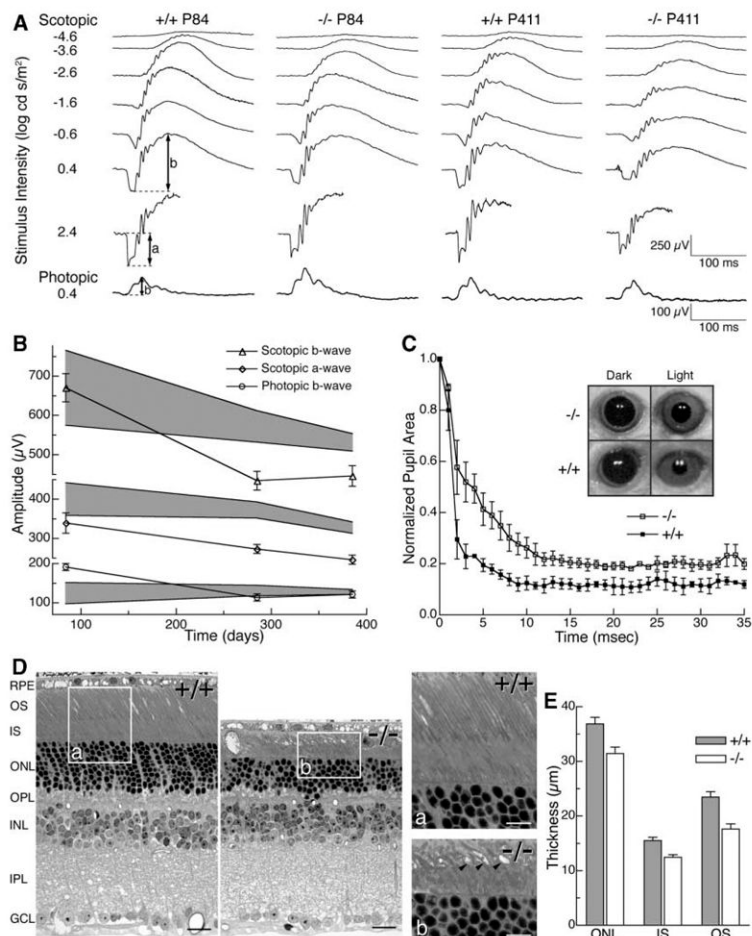 A
Scotopic +/+ P84 -/- P84 +/+ P411 -/- P411
-4.6
-3.6
-2.6
-1.6
-0.6
0.4
2.4
Stimulus Intensity (log cd s/m²)
b
a
250 µV
100 ms
Photopic
0.4
b
100 µV
100 ms
B
Scotopic b-wave
Scotopic a-wave
Photopic b-wave
700
600
500
400
300
200
100
Amplitude/µV
100 200 300 400
Time (days)
C
Dark Light
-/-
+/+
-/-
+/+
1.0
0.8
0.6
0.4
0.2
0.0
Normalized Pupil Area
0 5 10 15 20 25 30 35
Time (msec)
D
RPE
OS
IS
ONL
OPL
INL
IPL
GCL
+/+
a
-/-
b
+/+
a
-/-
b
E
+/+
-/-
40
30
20
10
0
Thickness (µm)
ONL IS OS